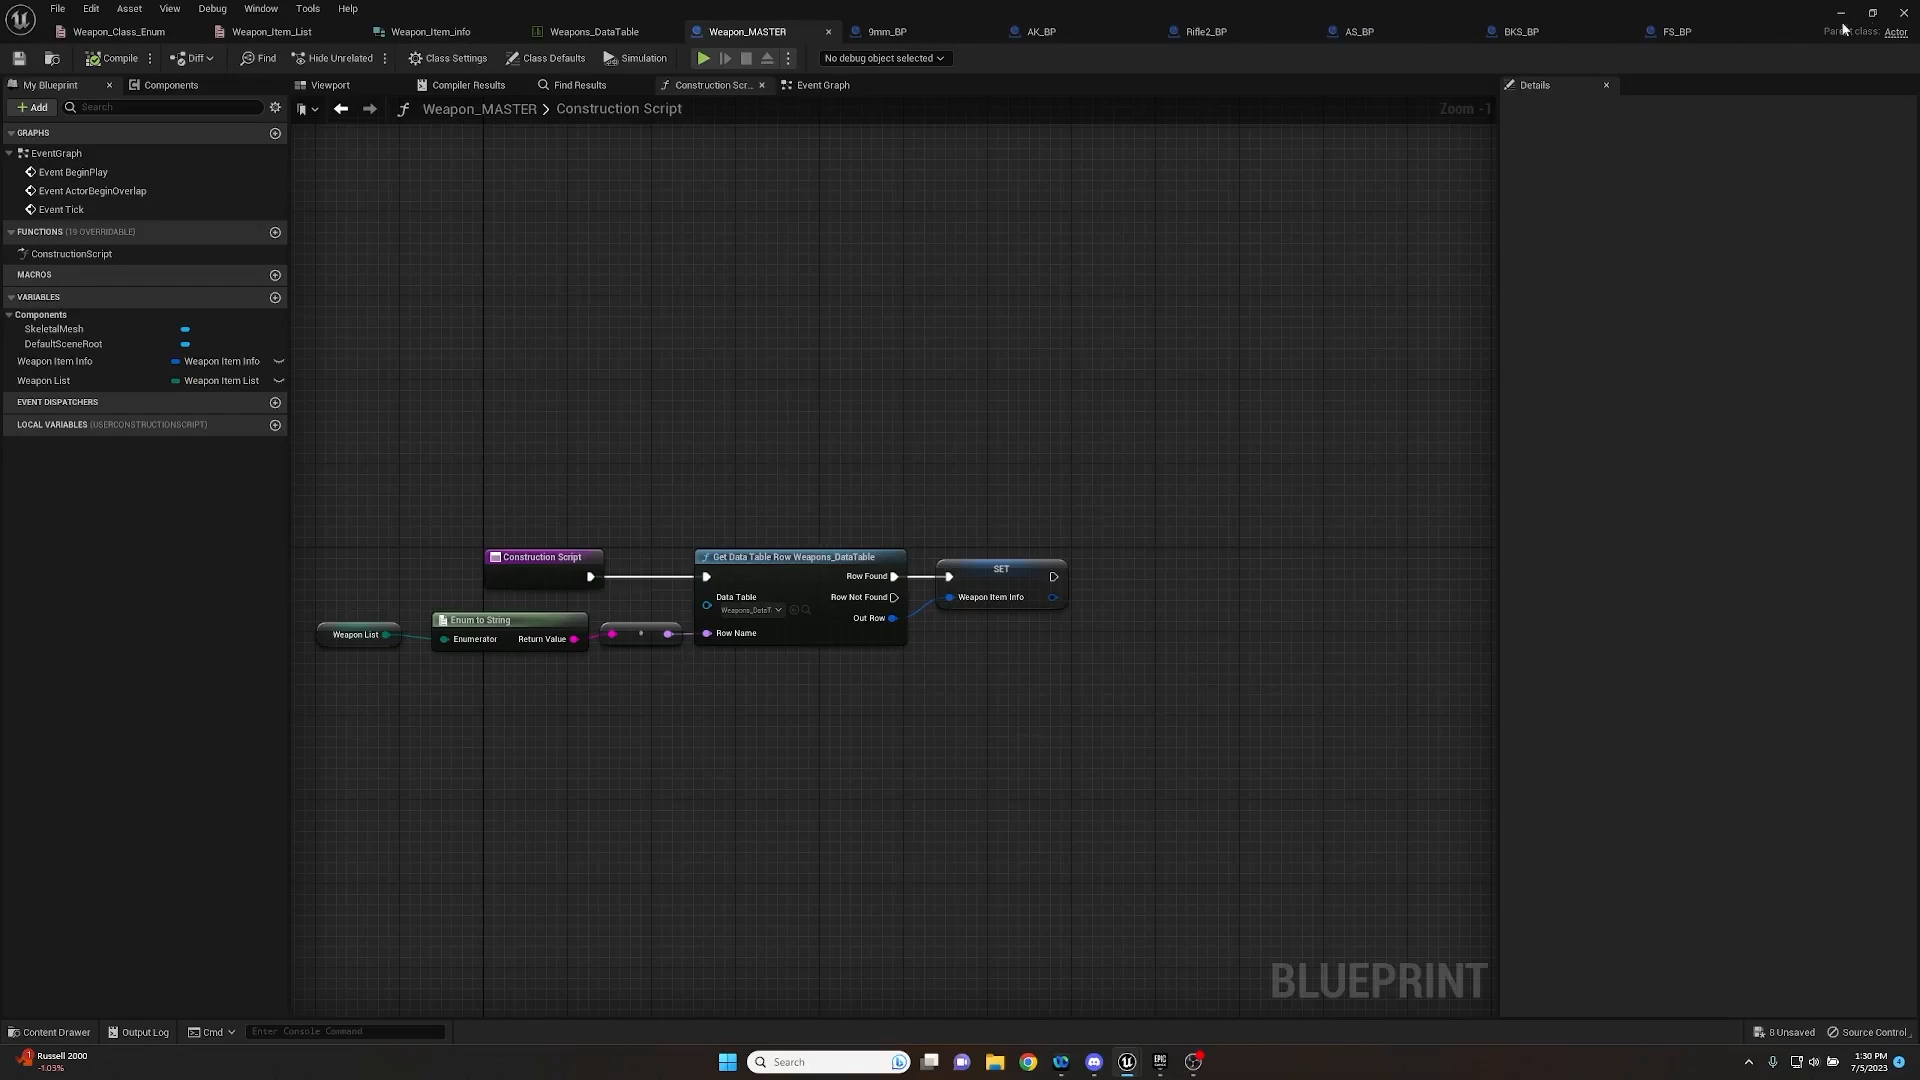 File Edit Asset View Debug Window Tools Help
Weapon_Class_Enum Weapon_Item_List Weapon_Item_info Weapons_DataTable Weapon_MASTER 9mm_BP AK_BP Rifle2_BP AS_BP BKS_BP FS_BP
Parent class: Actor
Compile Diff Find Hide Unrelated Class Settings Class Defaults Simulation No debug object selected
My Blueprint Components Viewport Compiler Results Find Results Construction Scr... Event Graph Details
Add Search
Weapon_MASTER > Construction Script Zoom -1
GRAPHS
EventGraph
Event BeginPlay
Event ActorBeginOverlap
Event Tick
FUNCTIONS (19 OVERRIDABLE)
ConstructionScript
MACROS
VARIABLES
Components
SkeletalMesh
DefaultSceneRoot
Weapon Item Info Weapon Item Info
Weapon List Weapon Item List
EVENT DISPATCHERS
LOCAL VARIABLES (USERCONSTRUCTIONSCRIPT)
Construction Script
Get Data Table Row Weapons_DataTable
Row Found
Data Table
Weapons_DataT
Row Not Found
Out Row
Row Name
SET
Weapon Item Info
Weapon List
Enum to String
Enumerator Return Value
BLUEPRINT
Content Drawer Output Log Cmd Enter Console Command 8 Unsaved Source Control
1
Russell 2000
-1.03%
Search
EPIC
1:30 PM
7/5/2023
4